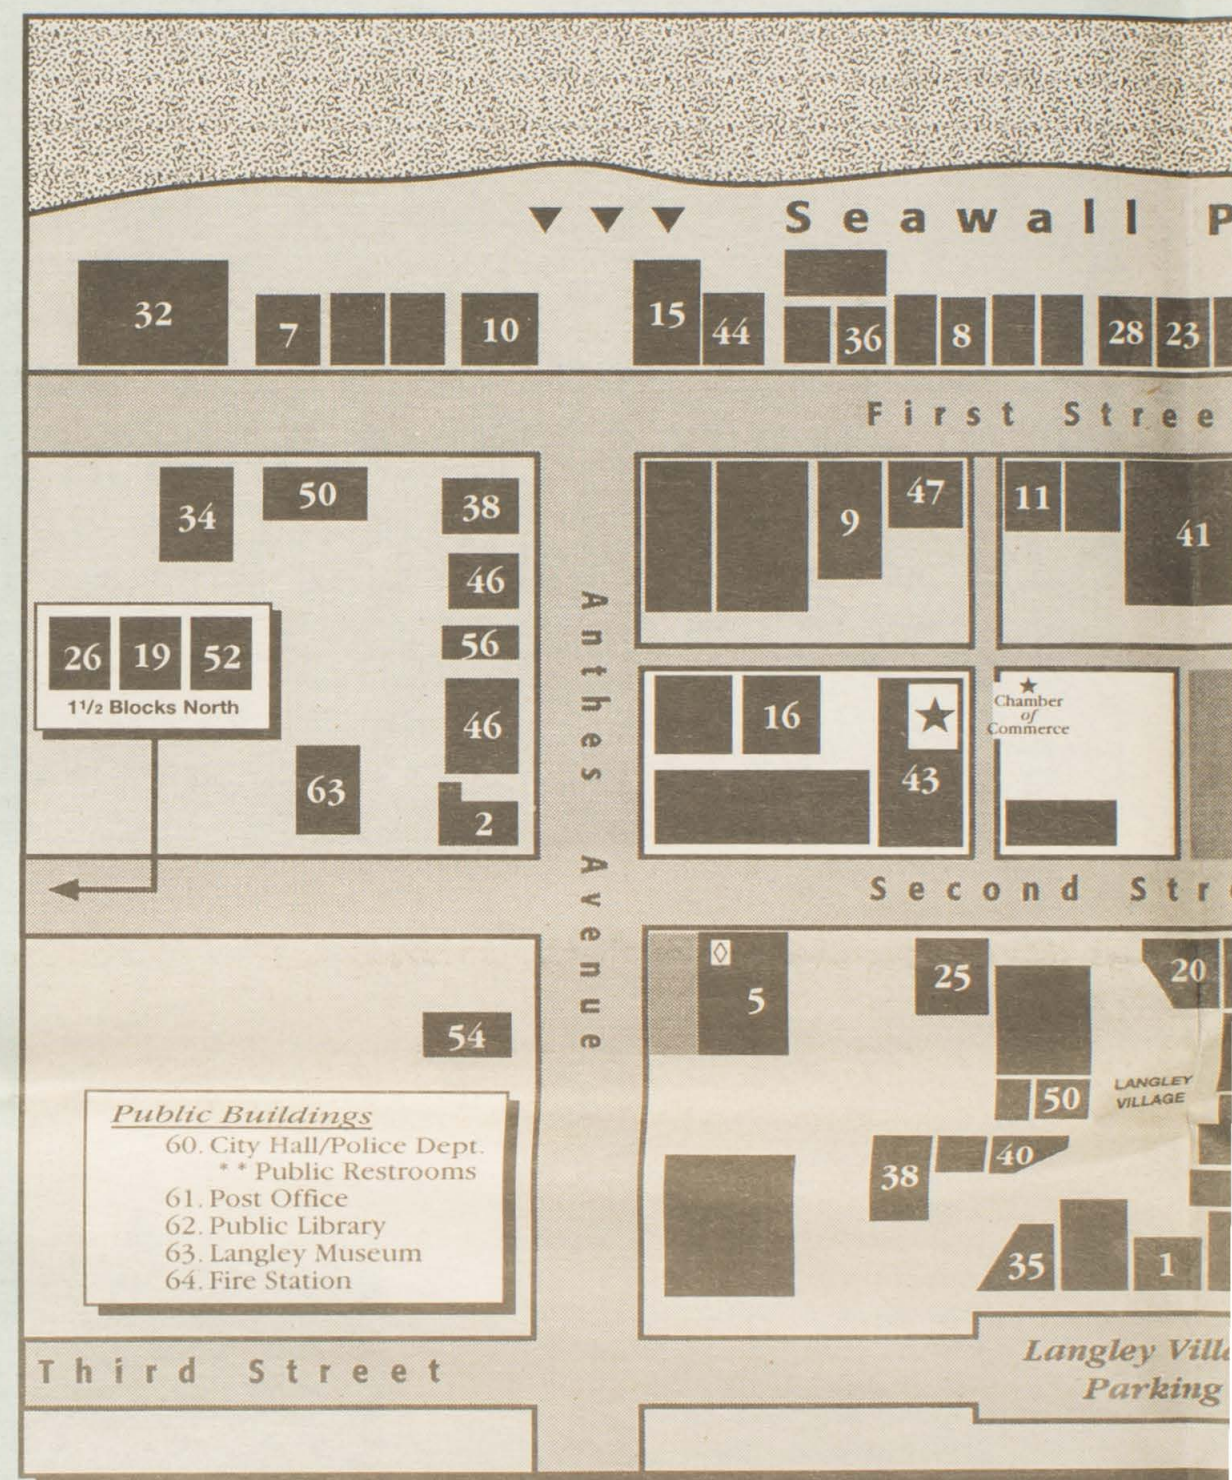 Seawall P
32
7
10
15
44
36
8
28
23
First Stree
34
50
38
9
47
11
41
46
56
26 19 52
1 1/2 Blocks North
46
63
2
Anthes Avenue
16
43
Chamber
of
Commerce
Second Str
5
25
20
54
LANGLEY
VILLAGE
50
38
40
35
1
Public Buildings
60. City Hall/Police Dept.
* * Public Restrooms
61. Post Office
62. Public Library
63. Langley Museum
64. Fire Station
Third Street
Langley Villa
Parking